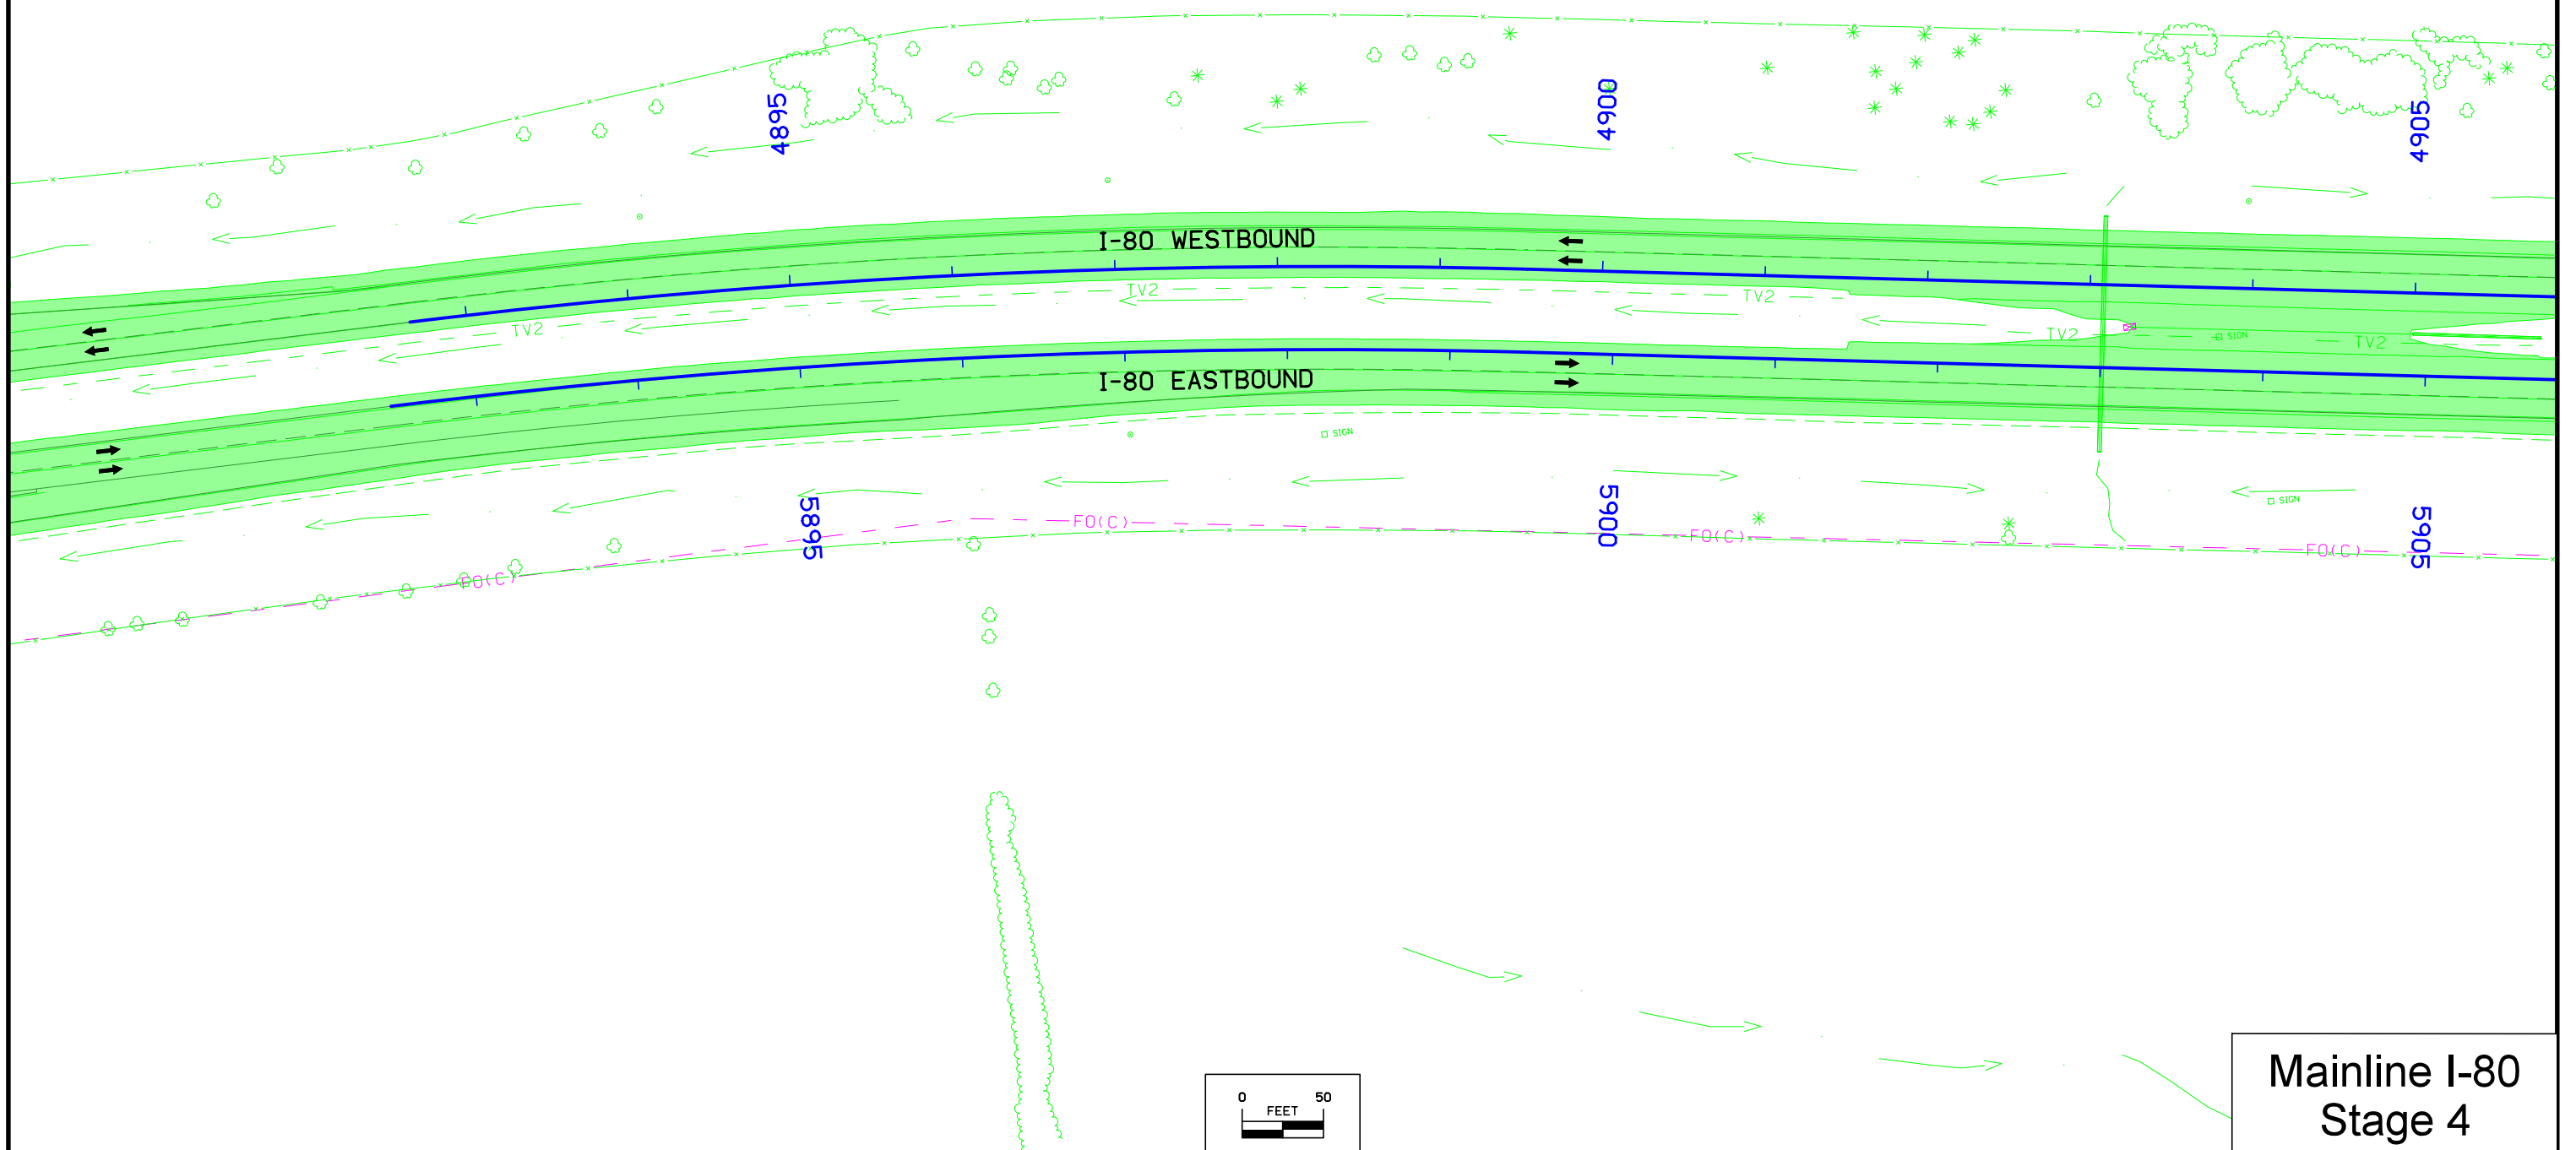 4895
4900
4905
I-80 WESTBOUND
TV2
TV2
TV2
TV2
SIGN
TV2
I-80 EASTBOUND
SIGN
SIGN
5895
5900
5905
FO(C)
FO(C)
FO(C)
FO(C)
0 50
FEET
Mainline I-80
Stage 4